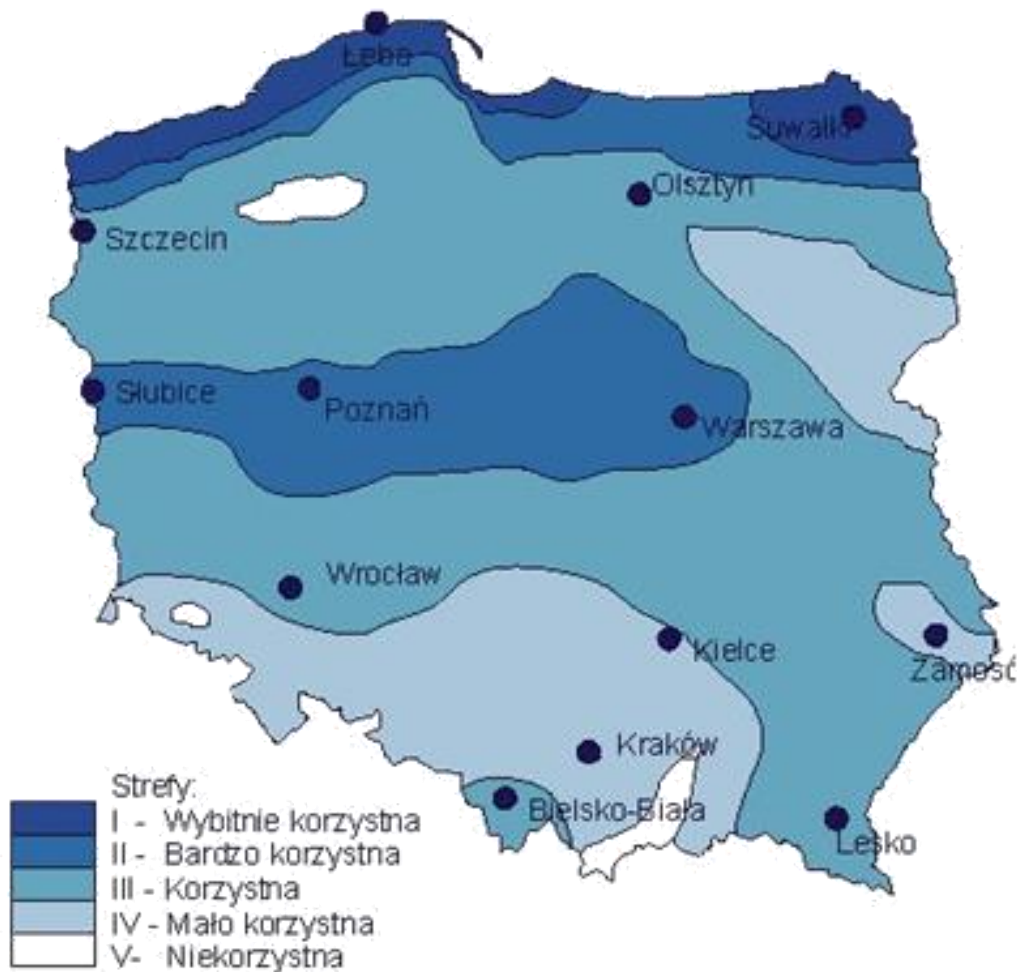 Łeba
Suwałki
Olsztyn
Szczecin
Słubice
Poznań
Warszawa
Wrocław
Kielce
Zamość
Kraków
Bielsko-Biała
Lesko
Strefy:
I - Wybitnie korzystna
II - Bardzo korzystna
III - Korzystna
IV - Mało korzystna
V- Niekorzystna